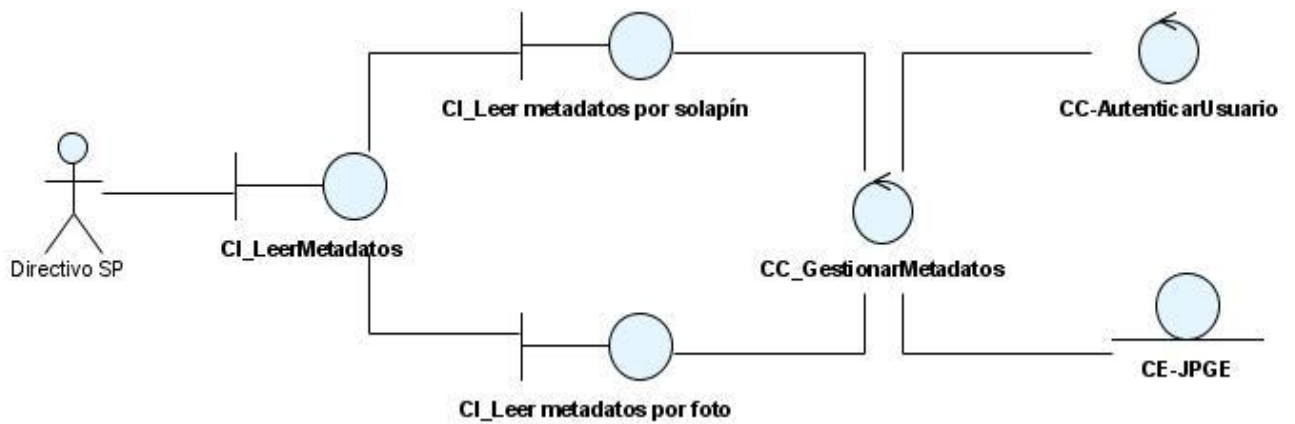 CI_Leer metadatos por solapín
CC-AutenticarUsuario
CI_LeerMetadatos
Directivo SP
CC_GestionarMetadatos
CE-JPGE
CI_Leer metadatos por foto